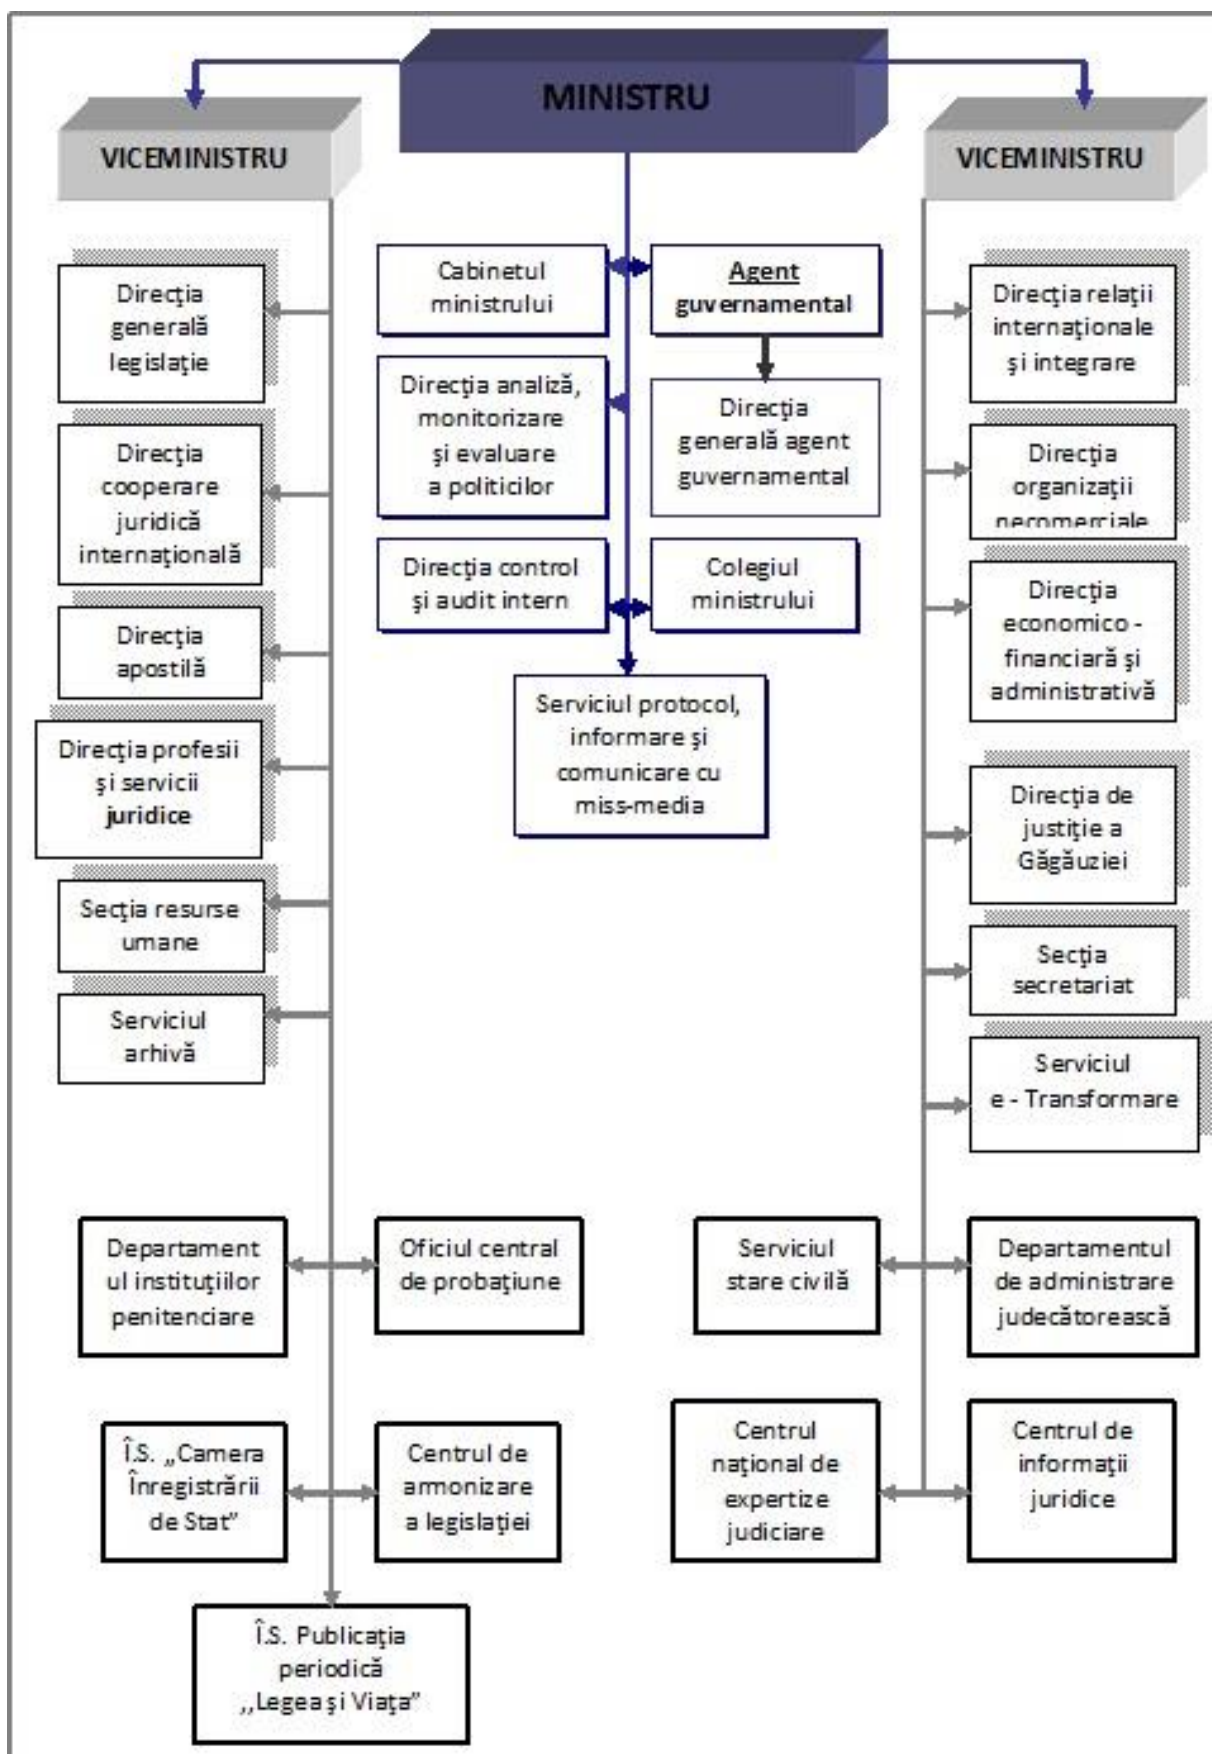 MINISTRU
VICEMINISTRU
VICEMINISTRU
Direcţia
generală
legislaţie
Direcţia
cooperare
juridică
internaţională
Direcţia
apostilă
Direcţia profesii
şi servicii
juridice
Secţia resurse
umane
Serviciul
arhivă
Cabinetul
ministrului
Agent
guvernamental
Direcţia analiză,
monitorizare
şi evaluare
a politicilor
Direcţia
generală agent
guvernamental
Direcţia control
şi audit intern
Colegiul
ministrului
Serviciul protocol,
informare şi
comunicare cu
miss-media
Direcţia relaţii
internaţionale
şi integrare
Direcţia
organizaţii
necomerciale
Direcţia
economico -
financiară şi
administrativă
Direcţia de
justiţie a
Găgăuziei
Secţia
secretariat
Serviciul
e - Transformare
Departament
ul instituţiilor
penitenciare
Oficiul central
de probaţiune
Serviciul
stare civilă
Departamentul
de administrare
judecătorească
Î.S. „Camera
Înregistrării
de Stat”
Centrul de
armonizare
a legislaţiei
Centrul
naţional de
expertize
judiciare
Centrul de
informaţii
juridice
Î.S. Publicaţia
periodică
,,Legea şi Viaţa”